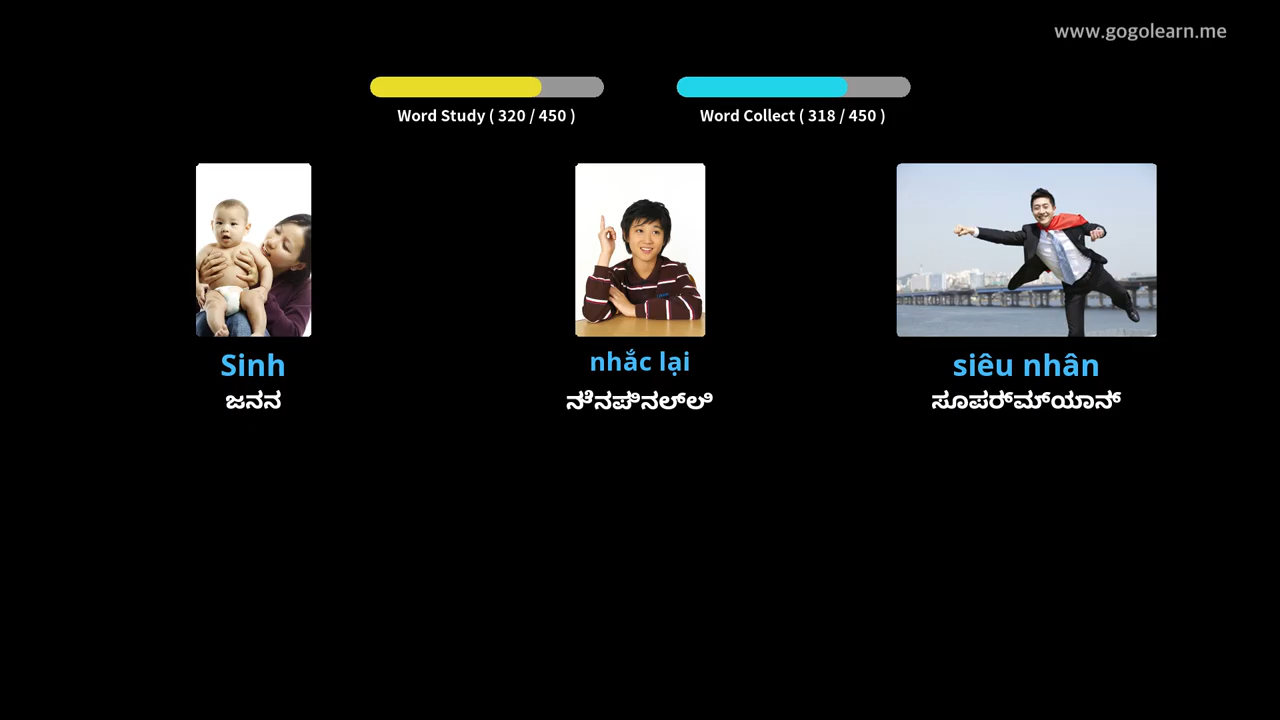 www.gogolearn.me
Word Study ( 320 / 450 )
Word Collect ( 318 / 450 )
Sinh
nhắc lại
siêu nhân
ಜನನ
ನೆನಪಿನಲ್ಲಿ
ಸೂಪರ್ಮ್ಯಾನ್